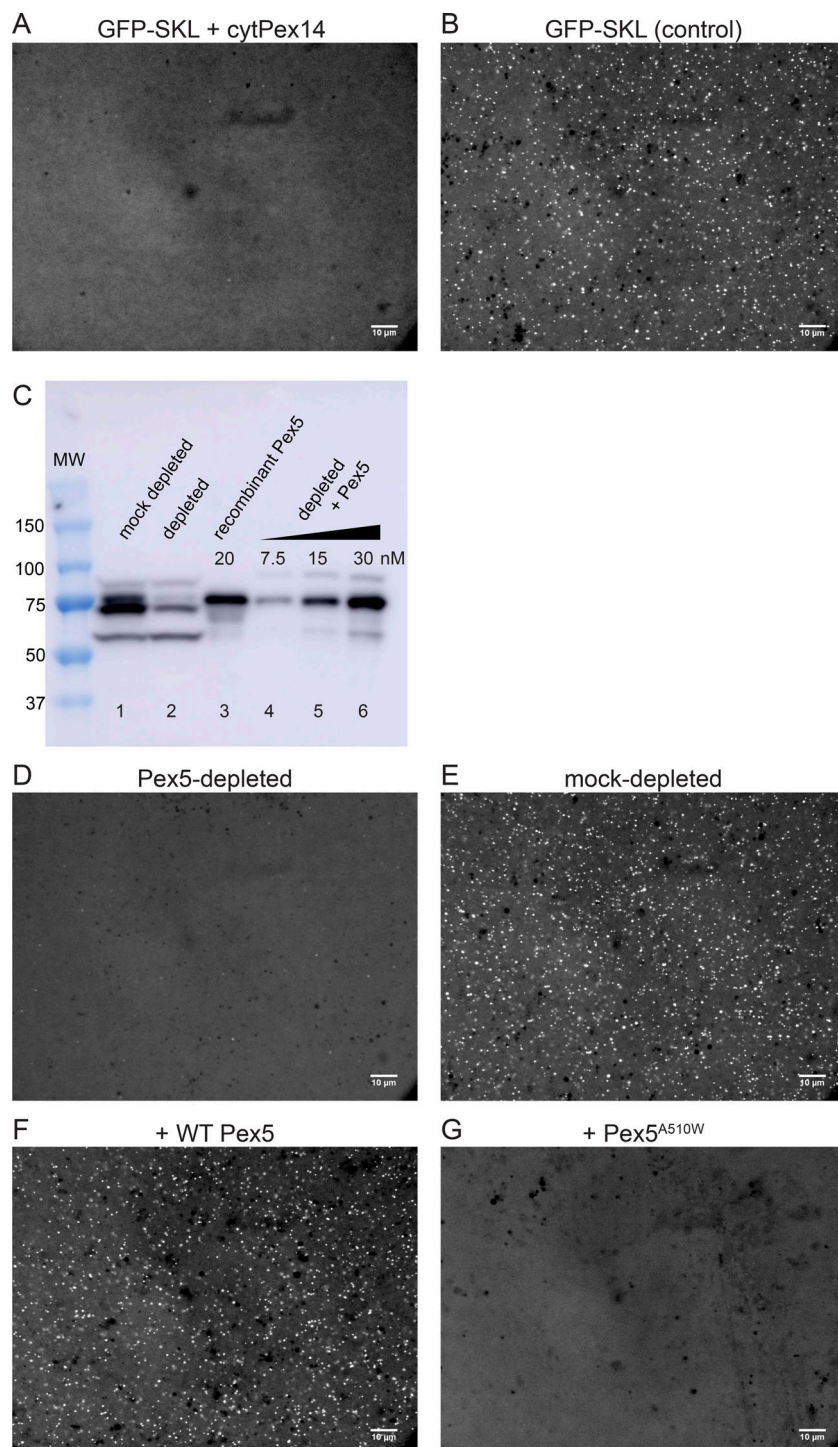 A
GFP-SKL + cytPex14
10 µm
B
GFP-SKL (control)
10 µm
C
MW
mock depleted
depleted
recombinant Pex5
depleted
+ Pex5
20 7.5 15 30 nM
150
100
75
50
37
1 2 3 4 5 6
D
Pex5-depleted
10 µm
E
mock-depleted
10 µm
F
+ WT Pex5
10 µm
G
+ Pex5ᴬ⁵¹⁰ᵂ
10 µm